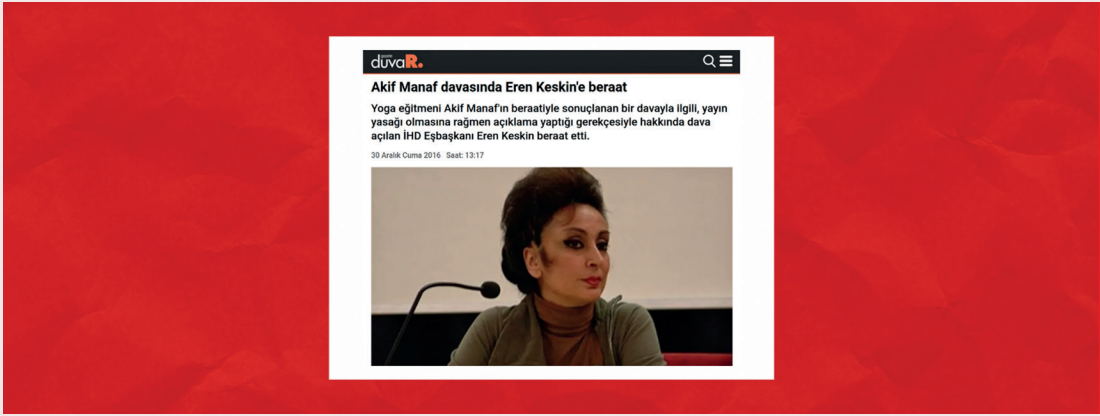 gazete
duvaR.
Akif Manaf davasında Eren Keskin'e beraat
Yoga eğitmeni Akif Manaf'ın beraatiyle sonuçlanan bir davayla ilgili, yayın
yasağı olmasına rağmen açıklama yaptığı gerekçesiyle hakkında dava
açılan İHD Eşbaşkanı Eren Keskin beraat etti.
30 Aralık Cuma 2016 Saat: 13:17